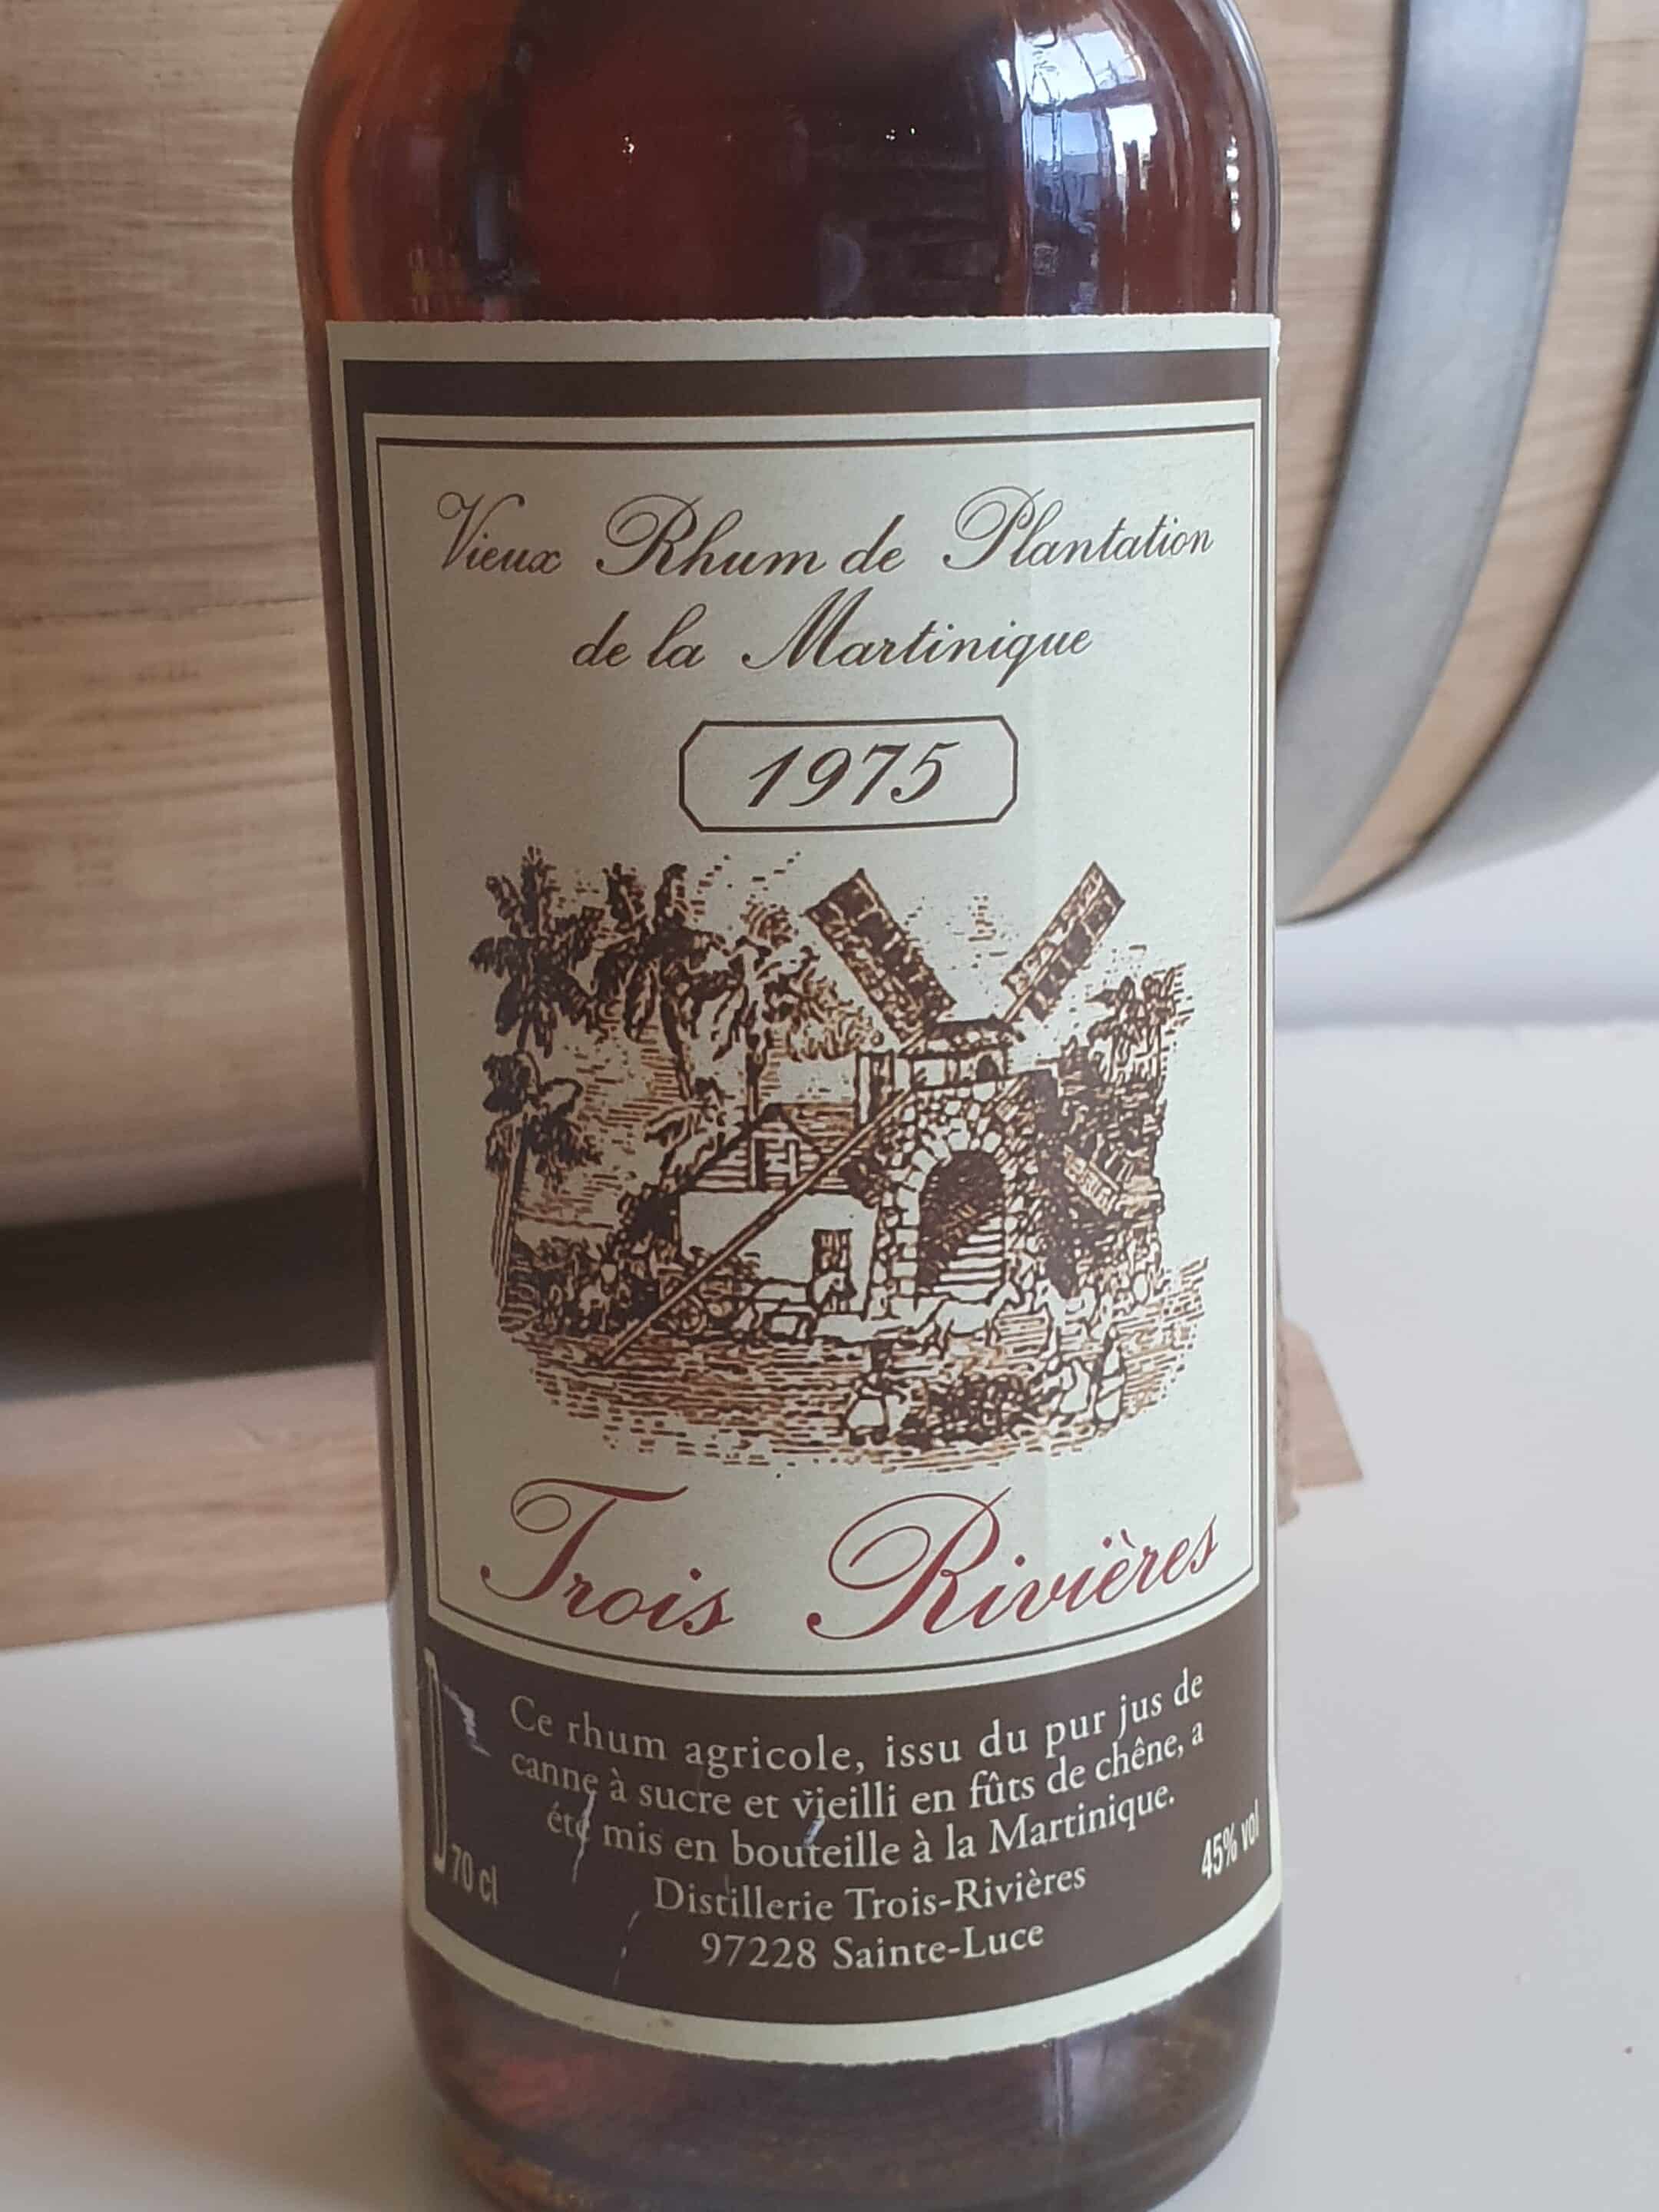 Vieux Rhum de Plantation
de la Martinique
1975
Trois Rivières
Ce rhum agricole, issu du pur jus de
canne à sucre et vieilli en fûts de chêne, a
été mis en bouteille à la Martinique.
70 cl
45% vol
Distillerie Trois-Rivières
97228 Sainte-Luce